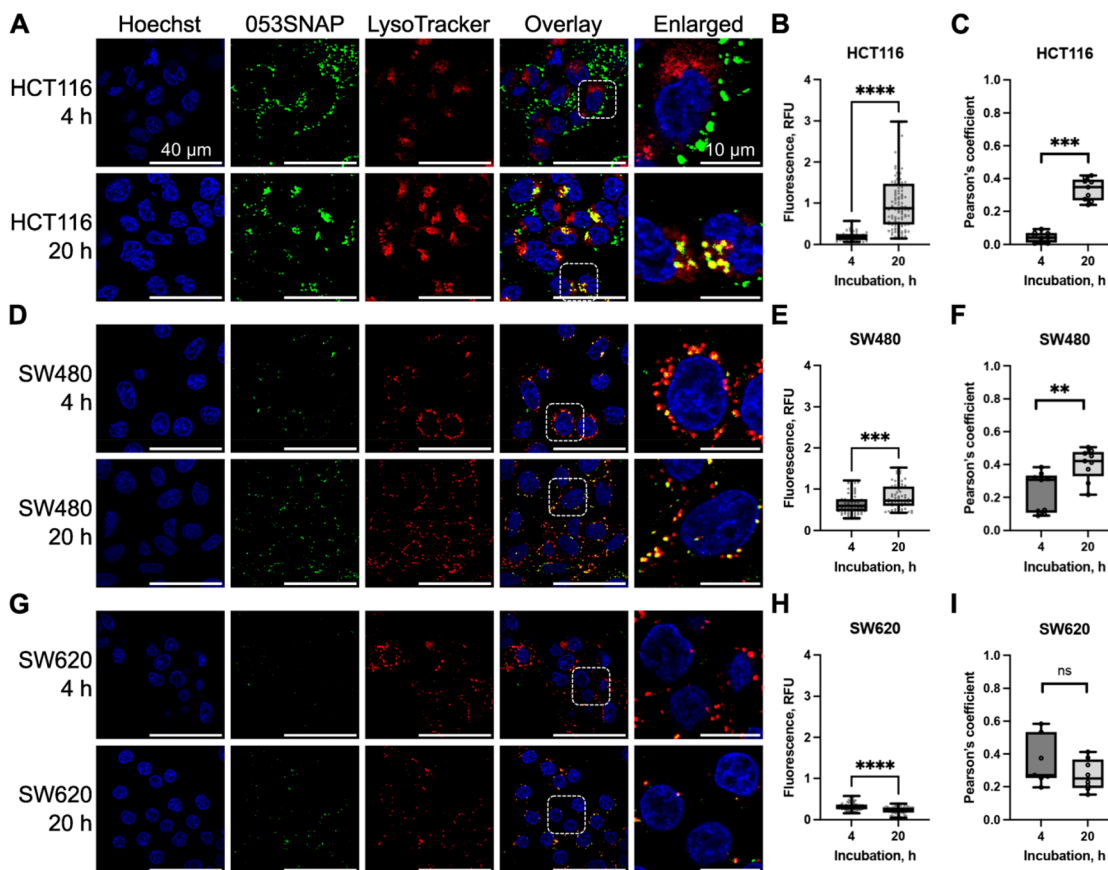 Hoechst 053SNAP LysoTracker Overlay Enlarged
A
HCT116
4 h
40 µm
10 µm
HCT116
20 h
B
HCT116
Fluorescence, RFU
4
3
2
1
0
****
4 20
Incubation, h
C
HCT116
Pearson's coefficient
1.0
0.8
0.6
0.4
0.2
0.0
***
4 20
Incubation, h
D
SW480
4 h
SW480
20 h
E
SW480
Fluorescence, RFU
4
3
2
1
0
***
4 20
Incubation, h
F
SW480
Pearson's coefficient
1.0
0.8
0.6
0.4
0.2
0.0
**
4 20
Incubation, h
G
SW620
4 h
SW620
20 h
H
SW620
Fluorescence, RFU
4
3
2
1
0
****
4 20
Incubation, h
I
SW620
Pearson's coefficient
1.0
0.8
0.6
0.4
0.2
0.0
ns
4 20
Incubation, h